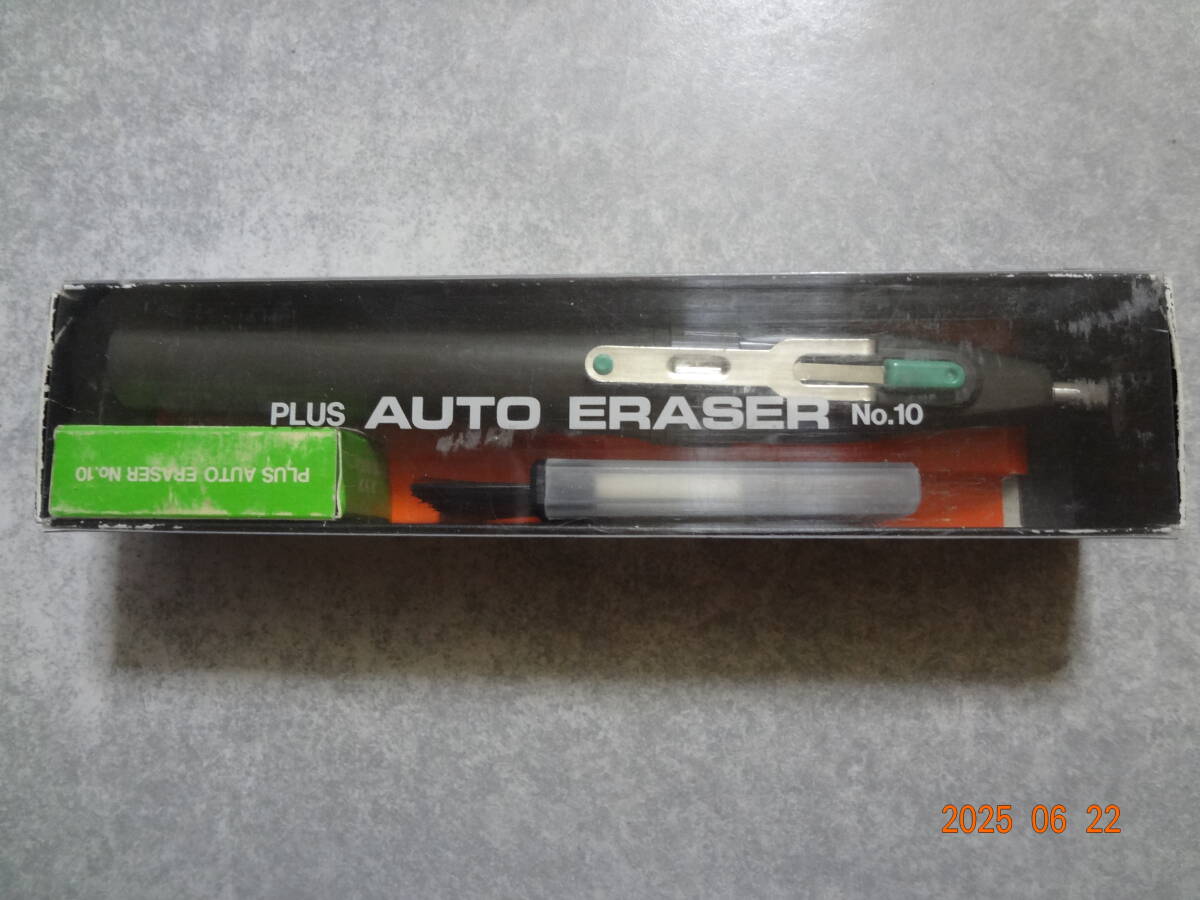 PLUS AUTO ERASER No.10
PLUS AUTO ERASER No.10
2025 06 22